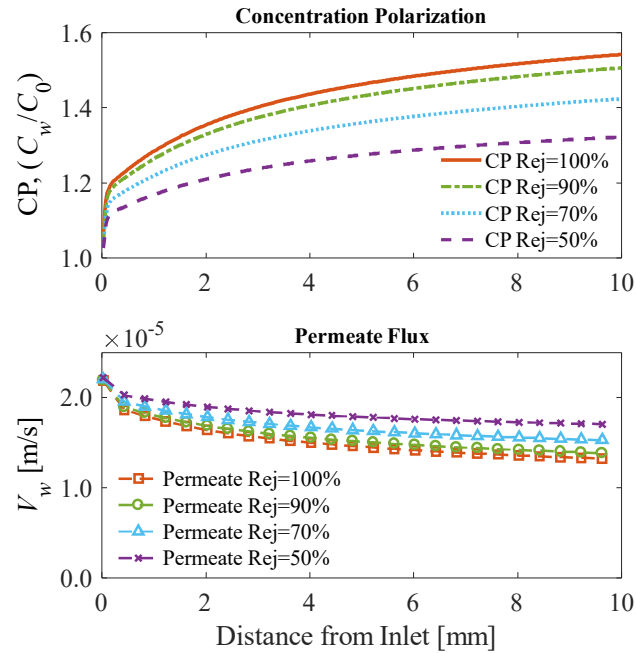 Concentration Polarization
1.6
1.4
1.2
1.0
CP, (C_w/C_0)
CP Rej=100%
CP Rej=90%
CP Rej=70%
CP Rej=50%
0 2 4 6 8 10
×10^-5
Permeate Flux
2.0
1.0
0.0
V_w [m/s]
Permeate Rej=100%
Permeate Rej=90%
Permeate Rej=70%
Permeate Rej=50%
0 2 4 6 8 10
Distance from Inlet [mm]